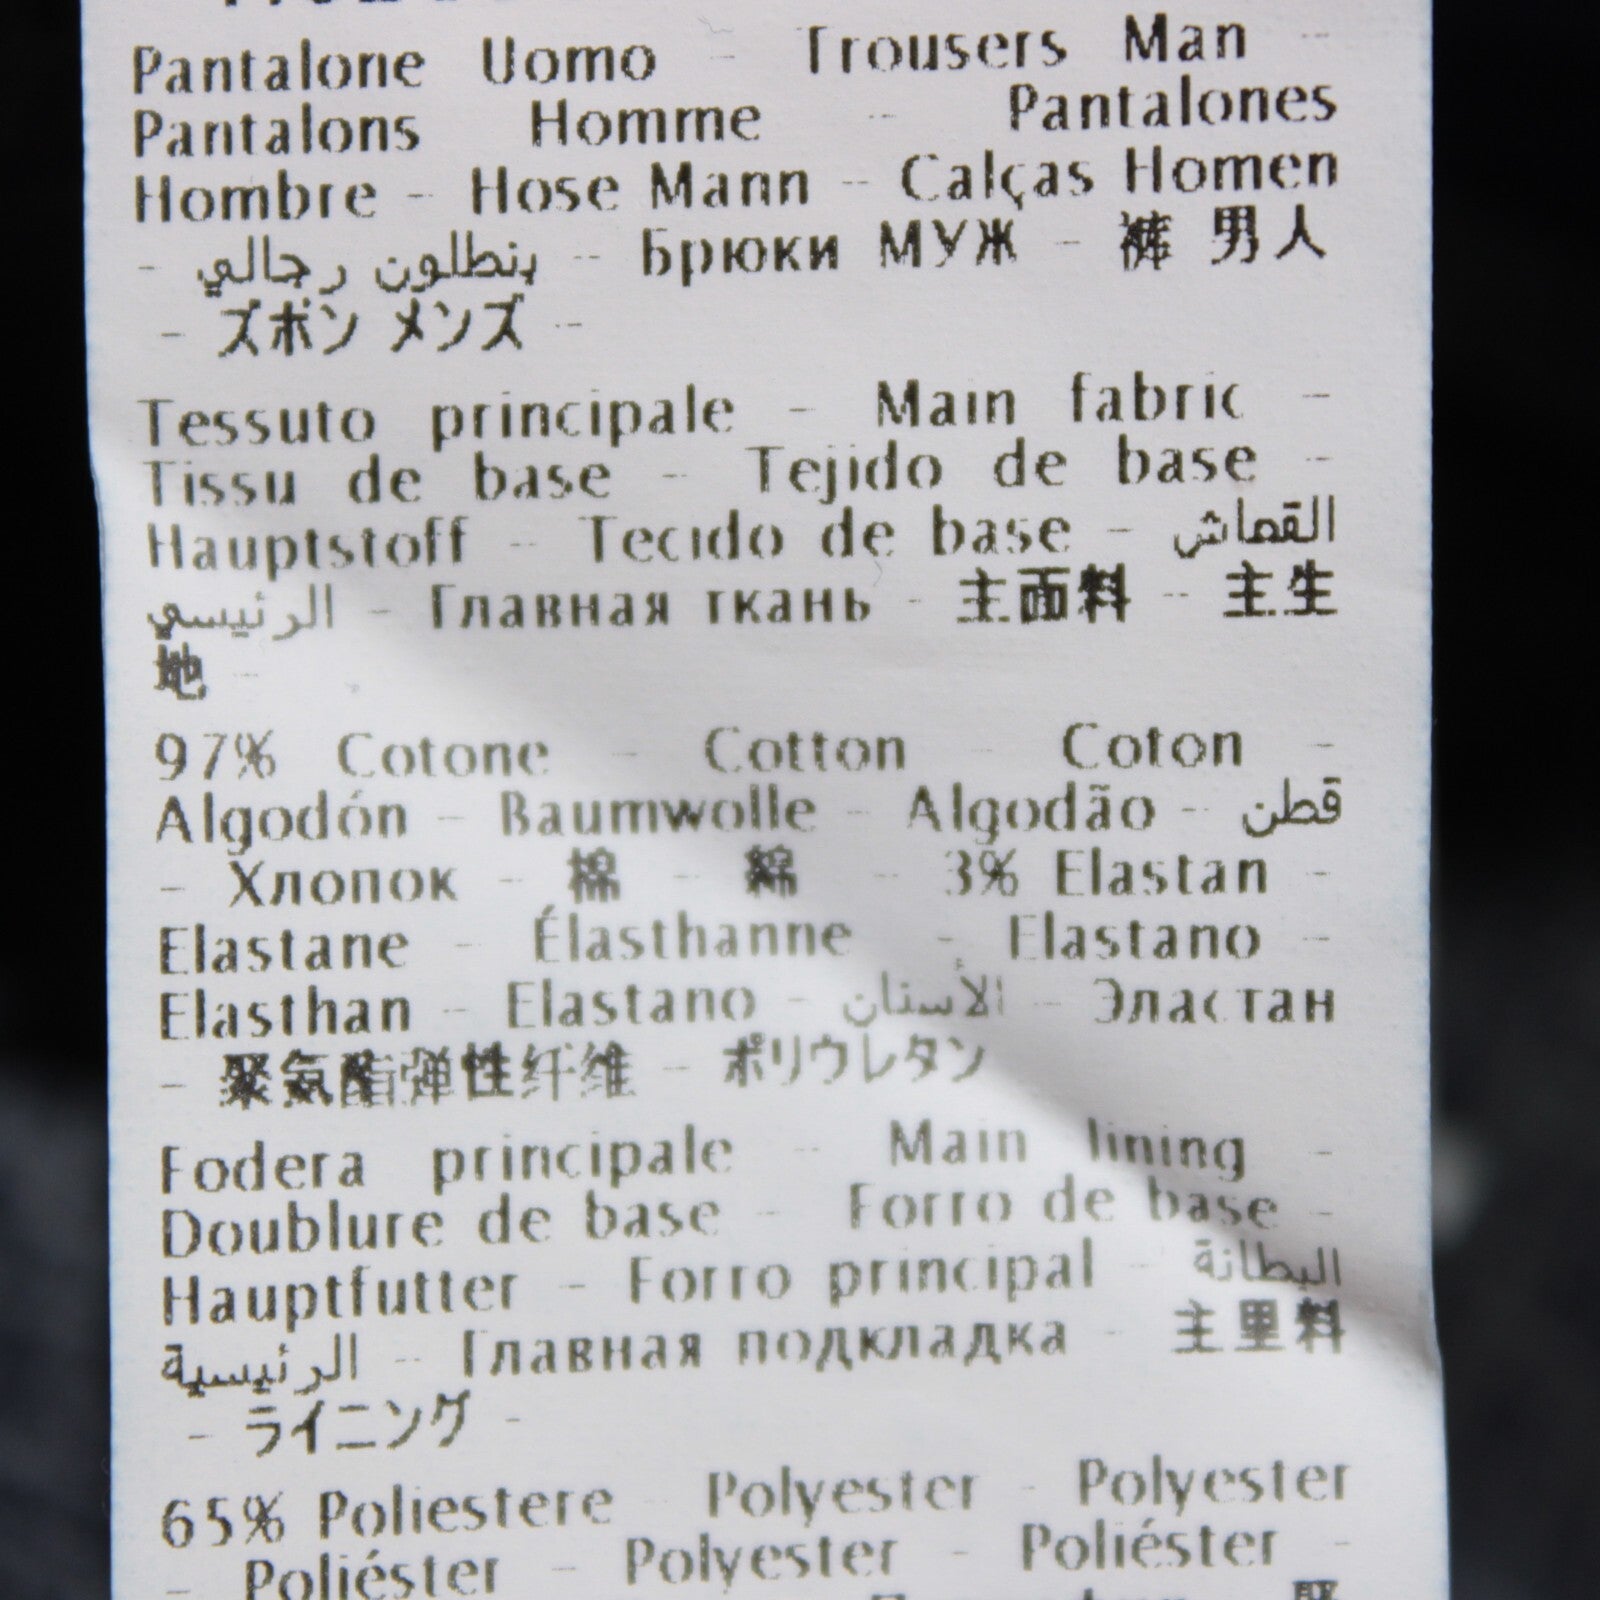 Pantalone Uomo - Trousers Man -
Pantalons Homme - Pantalones
Hombre - Hose Mann - Calças Homen
- بنطلون رجالي - Брюки МУЖ - 裤 男人
- ズボン メンズ -
Tessuto principale - Main fabric -
Tissu de base - Tejido de base -
Hauptstoff - Tecido de base - القماش
الرئيسي - Главная ткань - 主面料 - 主生
地 -
97% Cotone - Cotton - Coton -
Algodón - Baumwolle - Algodão - قطن
- Хлопок - 棉 - 綿 - 3% Elastan -
Elastane - Élasthanne - Elastano -
Elasthan - Elastano - الأستان - Эластан
- 聚氨酯弹性纤维 - ポリウレタン
Fodera principale - Main lining -
Doublure de base - Forro de base -
Hauptfutter - Forro principal - البطانة
الرئيسية - Главная подкладка - 主里料
- ライニング -
65% Poliestere - Polyester - Polyester
- Poliéster - Polyester - Poliéster -